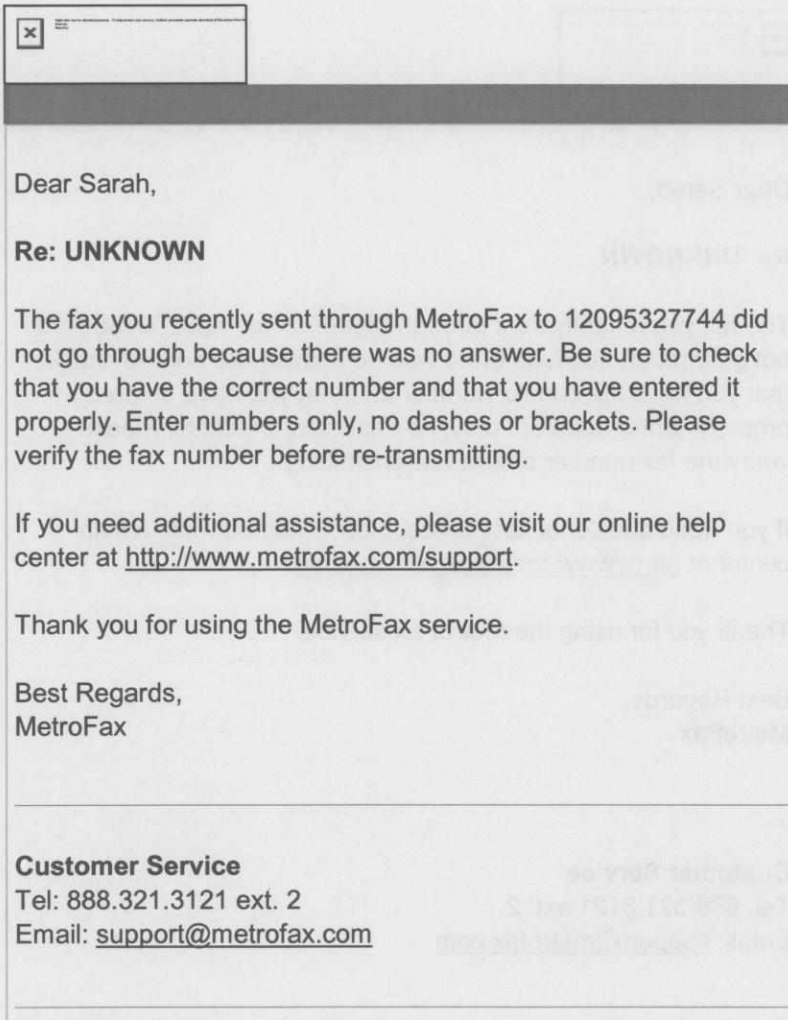 Dear Sarah,
Re: UNKNOWN
The fax you recently sent through MetroFax to 12095327744 did
not go through because there was no answer. Be sure to check
that you have the correct number and that you have entered it
properly. Enter numbers only, no dashes or brackets. Please
verify the fax number before re-transmitting.
If you need additional assistance, please visit our online help
center at http://www.metrofax.com/support.
Thank you for using the MetroFax service.
Best Regards,
MetroFax
Customer Service
Tel: 888.321.3121 ext. 2
Email: support@metrofax.com